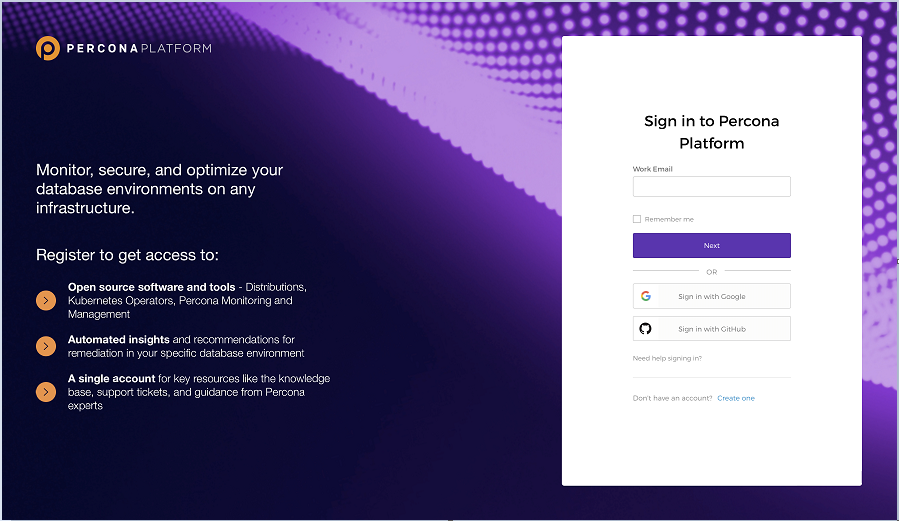 PERCONAPLATFORM
Monitor, secure, and optimize your
database environments on any
infrastructure.
Register to get access to:
Open source software and tools - Distributions,
Kubernetes Operators, Percona Monitoring and
Management
Automated insights and recommendations for
remediation in your specific database environment
A single account for key resources like the knowledge
base, support tickets, and guidance from Percona
experts
Sign in to Percona
Platform
Work Email
Remember me
Next
OR
Sign in with Google
Sign in with GitHub
Need help signing in?
Don't have an account? Create one